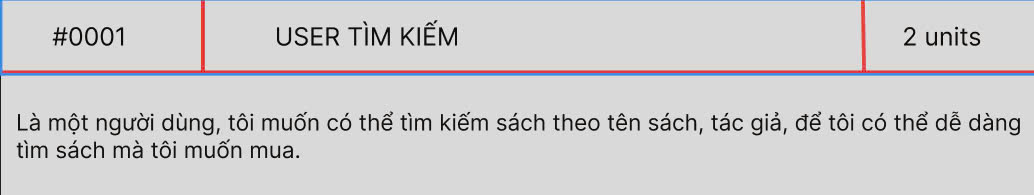 #0001 USER TÌM KIẾM 2 units
Là một người dùng, tôi muốn có thể tìm kiếm sách theo tên sách, tác giả, để tôi có thể dễ dàng
tìm sách mà tôi muốn mua.